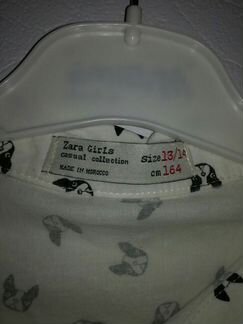 Zara Girls
casual collection
MADE IN MOROCCO
Size 13/14
cm 164